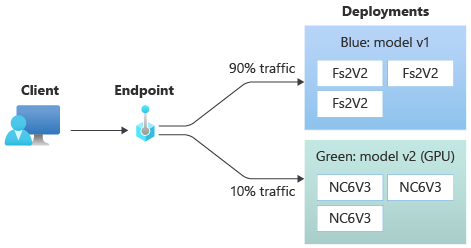 Deployments
Client
Endpoint
90% traffic
10% traffic
Blue: model v1
Fs2V2
Fs2V2
Fs2V2
Green: model v2 (GPU)
NC6V3
NC6V3
NC6V3